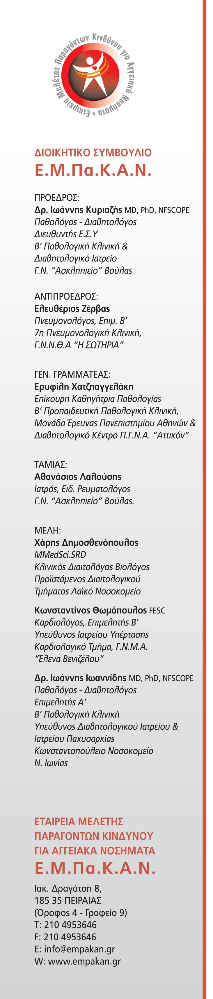 Εταιρεία Μελέτης Παραγόντων Κινδύνου για Αγγειακά Νοσήματα •
ΔΙΟΙΚΗΤΙΚΟ ΣΥΜΒΟΥΛΙΟ
Ε.Μ.Πα.Κ.Α.Ν.
ΠΡΟΕΔΡΟΣ:
Δρ. Ιωάννης Κυριαζής MD, PhD, NFSCOPE
Παθολόγος - Διαβητολόγος
Διευθυντής Ε.Σ.Υ
Β’ Παθολογική Κλινική &
Διαβητολογικό Ιατρείο
Γ.Ν. “Ασκληπιείο” Βούλας
ΑΝΤΙΠΡΟΕΔΡΟΣ:
Ελευθέριος Ζέρβας
Πνευμονολόγος, Επιμ. Β’
7η Πνευμονολογική Κλινική,
Γ.Ν.Ν.Θ.Α “Η ΣΩΤΗΡΙΑ”
ΓΕΝ. ΓΡΑΜΜΑΤΕΑΣ:
Ερυφίλη Χατζηαγγελάκη
Επίκουρη Καθηγήτρια Παθολογίας
Β’ Προπαιδευτική Παθολογική Κλινική,
Μονάδα Έρευνας Πανεπιστημίου Αθηνών &
Διαβητολογικό Κέντρο Π.Γ.Ν.Α. “Αττικόν”
ΤΑΜΙΑΣ:
Αθανάσιος Λαλούσης
Ιατρός, Ειδ. Ρευματολόγος
Γ.Ν. “Ασκληπιείο” Βούλας.
ΜΕΛΗ:
Χάρης Δημοσθενόπουλος
MMedSci.SRD
Κλινικός Διαιτολόγος Βιολόγος
Προϊστάμενος Διαιτολογικού
Τμήματος Λαϊκό Νοσοκομείο
Κωνσταντίνος Θωμόπουλος FESC
Καρδιολόγος, Επιμελητής Β’
Υπεύθυνος Ιατρείου Υπέρτασης
Καρδιολογικό Τμήμα, Γ.Ν.Μ.Α.
“Έλενα Βενιζέλου”
Δρ. Ιωάννης Ιωαννίδης MD, PhD, NFSCOPE
Παθολόγος - Διαβητολόγος
Επιμελητής Α’
Β’ Παθολογική Κλινική
Υπεύθυνος Διαβητολογικού Ιατρείου &
Ιατρείου Παχυσαρκίας
Κωνσταντοπούλειο Νοσοκομείο
Ν. Ιωνίας
ΕΤΑΙΡΕΙΑ ΜΕΛΕΤΗΣ
ΠΑΡΑΓΟΝΤΩΝ ΚΙΝΔΥΝΟΥ
ΓΙΑ ΑΓΓΕΙΑΚΑ ΝΟΣΗΜΑΤΑ
Ε.Μ.Πα.Κ.Α.Ν.
Ιακ. Δραγάτση 8,
185 35 ΠΕΙΡΑΙΑΣ
(Όροφος 4 - Γραφείο 9)
T: 210 4953646
F: 210 4953646
E: info@empakan.gr
W: www.empakan.gr